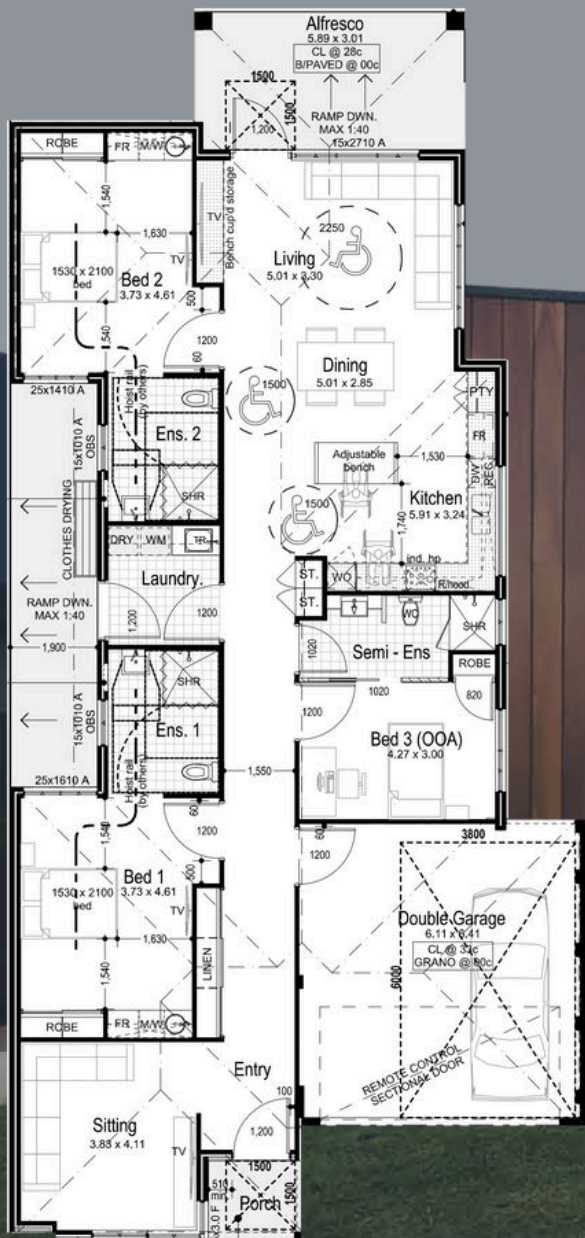 Alfresco
5.89 x 3.01
CL @ 28c
B/PAVED @ 00c
1500
1500
1,200
RAMP DWN.
MAX 1:40
15x2710 A
ROBE
FR
M/W
1,540
1,630
TV
1530 x 2100
bed
Bed 2
3.73 x 4.61
1,540
500
1200
60
TV
Bench cup'd storage
Living
5.01 x 3.30
2250
Dining
5.01 x 2.85
25x1410 A
15x1010 A
OBS
Hoist rail
(by others)
Ens. 2
SHR
1500
PTY
FR
Adjustable
bench
1,530
DW
REC
Kitchen
5.91 x 3.24
1,740
1500
ind. hp
R/hood
WO
CLOTHES DRYING
DRY
WM
TR
Laundry.
1,200
1200
RAMP DWN.
MAX 1:40
1,900
ST.
ST.
WC
SHR
1020
Semi - Ens
ROBE
1020
820
1200
Bed 3 (OOA)
4.27 x 3.00
SHR
Ens. 1
15x1010 A
OBS
Hoist rail
(by others)
25x1610 A
1,550
60
1200
500
1,540
1530 x 2100
bed
Bed 1
3.73 x 4.61
TV
1,630
1,540
LINEN
ROBE
FR
M/W
60
1200
3800
Double Garage
6.11 x 6.41
GRANO @ 00c
6000
REMOTE CONTROL
SECTIONAL DOOR
Entry
100
1,200
Sitting
3.83 x 4.11
TV
1500
510
min
1500
Porch